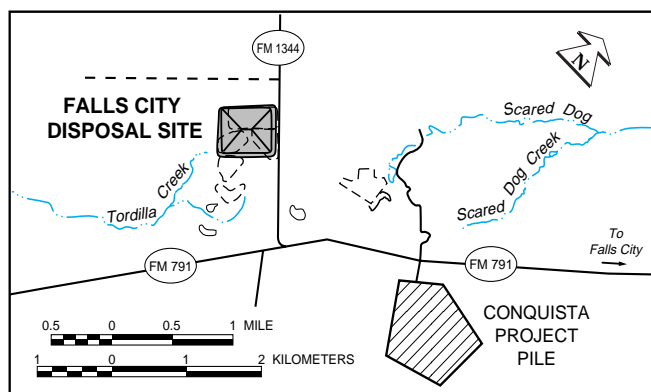 FM 1344
N
FALLS CITY
DISPOSAL SITE
Scared Dog
Creek
Tordilla
Scared Dog Creek
To
Falls City
FM 791
FM 791
CONQUISTA
PROJECT
PILE
0.5 0 0.5 1 MILE
1 0 1 2 KILOMETERS